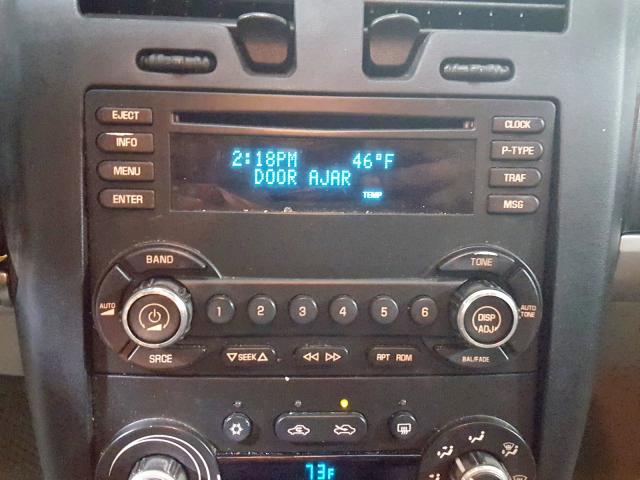 EJECT
CLOCK
INFO
P-TYPE
MENU
TRAF
ENTER
MSG
2:18PM 46°F
DOOR AJAR
TEMP
BAND
TONE
AUTO
DISP
ADJ
AUTO
TONE
1 2 3 4 5 6
SRCE
SEEK
RPT RDM
BAL/FADE
73F